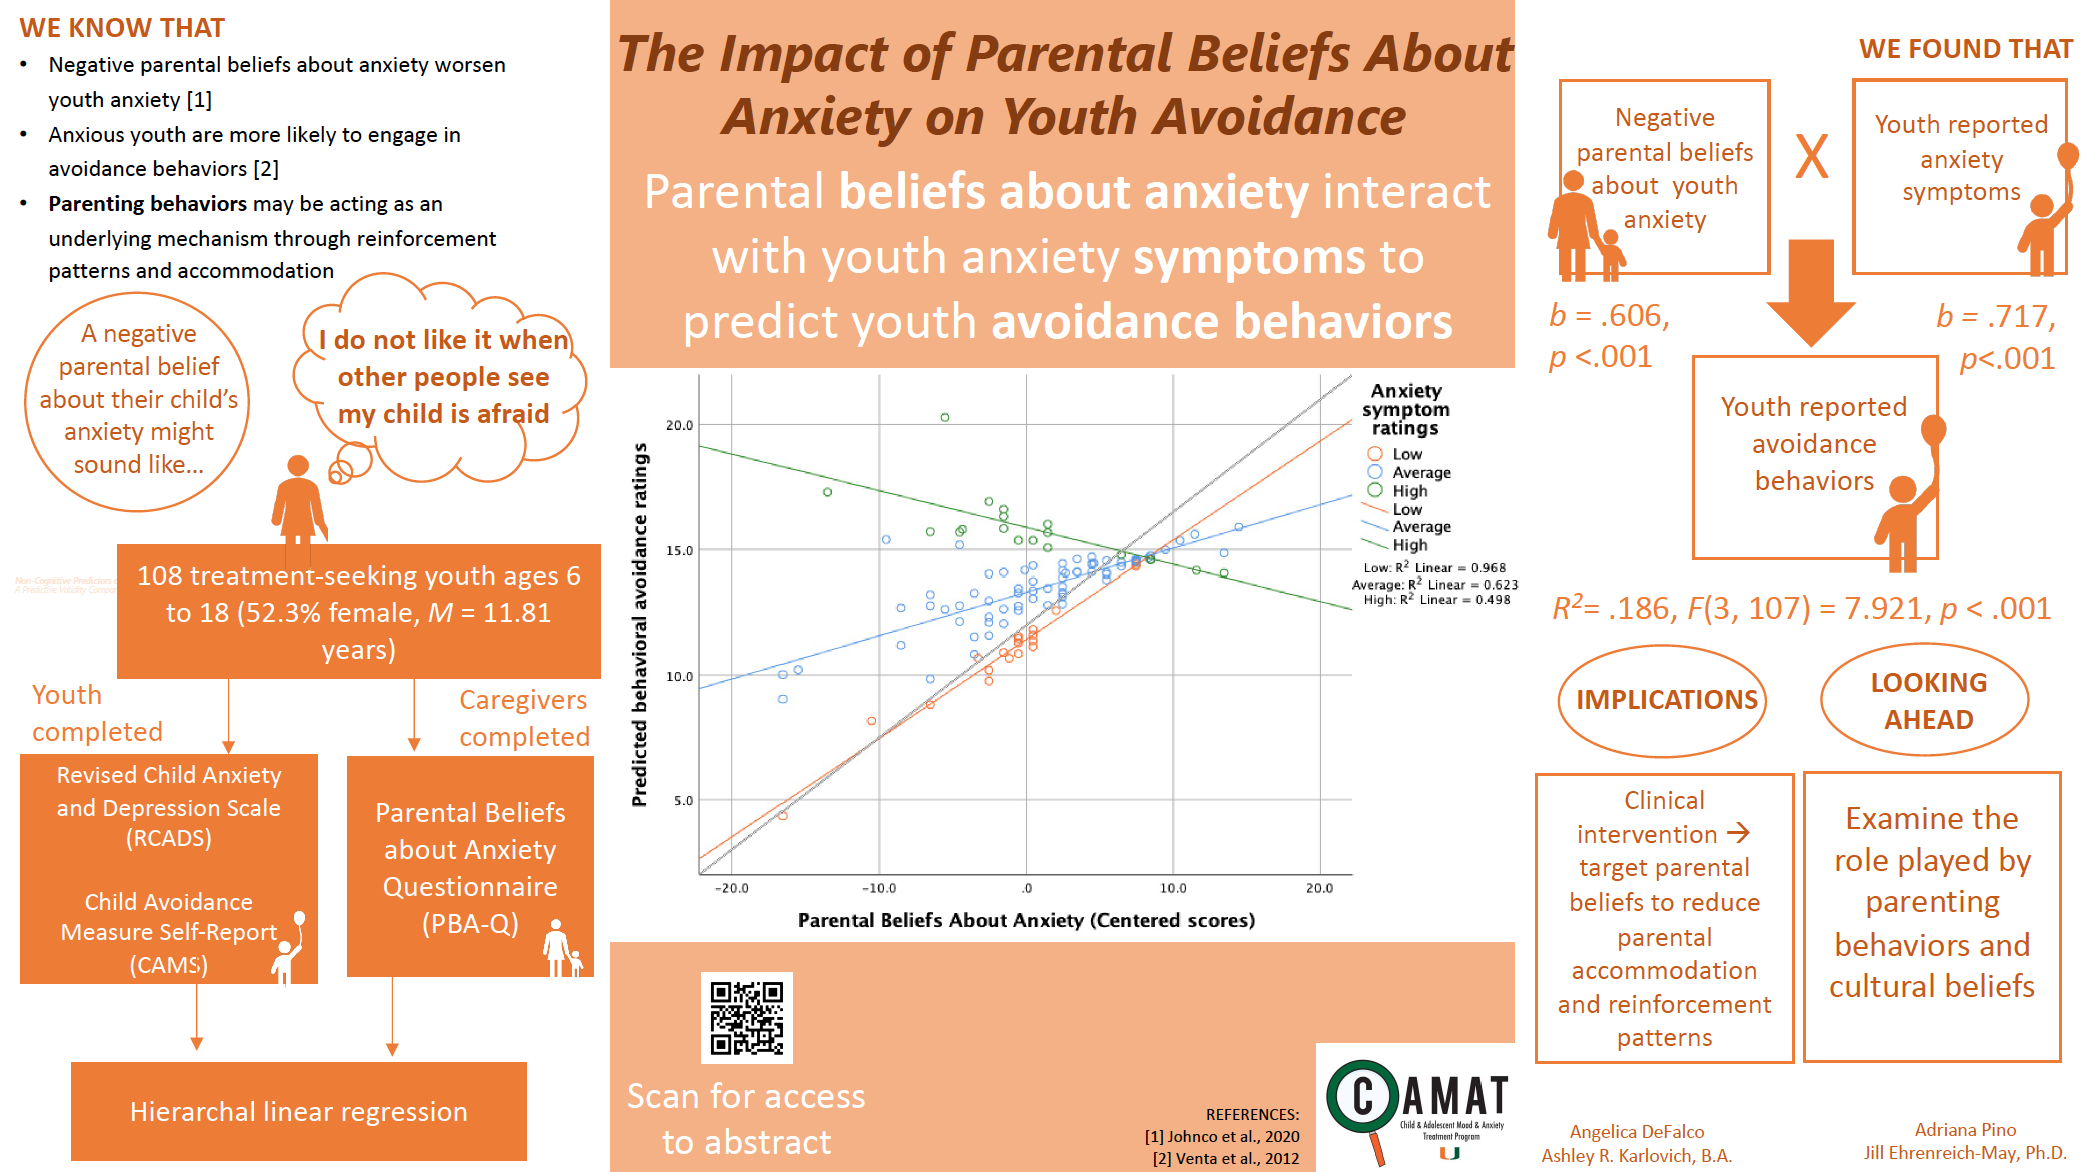 WE KNOW THAT
• Negative parental beliefs about anxiety worsen
youth anxiety [1]
• Anxious youth are more likely to engage in
avoidance behaviors [2]
• Parenting behaviors may be acting as an
underlying mechanism through reinforcement
patterns and accommodation
A negative
parental belief
about their child's
anxiety might
sound like...
I do not like it when
other people see
my child is afraid
Non-Cognitive Predictors
A Predictive Validity
108 treatment-seeking youth ages 6
to 18 (52.3% female, M = 11.81
years)
Youth
completed
Caregivers
completed
Revised Child Anxiety
and Depression Scale
(RCADS)
Child Avoidance
Measure Self-Report
(CAMS)
Parental Beliefs
about Anxiety
Questionnaire
(PBA-Q)
Hierarchal linear regression
The Impact of Parental Beliefs About
Anxiety on Youth Avoidance
Parental beliefs about anxiety interact
with youth anxiety symptoms to
predict youth avoidance behaviors
Predicted behavioral avoidance ratings
20.0
15.0
10.0
5.0
-20.0
-10.0
.0
10.0
20.0
Parental Beliefs About Anxiety (Centered scores)
Anxiety
symptom
ratings
Low
Average
High
Low
Average
High
Low: R² Linear = 0.968
Average: R² Linear = 0.623
High: R² Linear = 0.498
Scan for access
to abstract
REFERENCES:
[1] Johnco et al., 2020
[2] Venta et al., 2012
CAMAT
Child & Adolescent Mood & Anxiety
Treatment Program
WE FOUND THAT
Negative
parental beliefs
about youth
anxiety
X
Youth reported
anxiety
symptoms
b = .606,
p <.001
b = .717,
p<.001
Youth reported
avoidance
behaviors
R²= .186, F(3, 107) = 7.921, p < .001
IMPLICATIONS
LOOKING
AHEAD
Clinical
intervention →
target parental
beliefs to reduce
parental
accommodation
and reinforcement
patterns
Examine the
role played by
parenting
behaviors and
cultural beliefs
Angelica DeFalco
Ashley R. Karlovich, B.A.
Adriana Pino
Jill Ehrenreich-May, Ph.D.